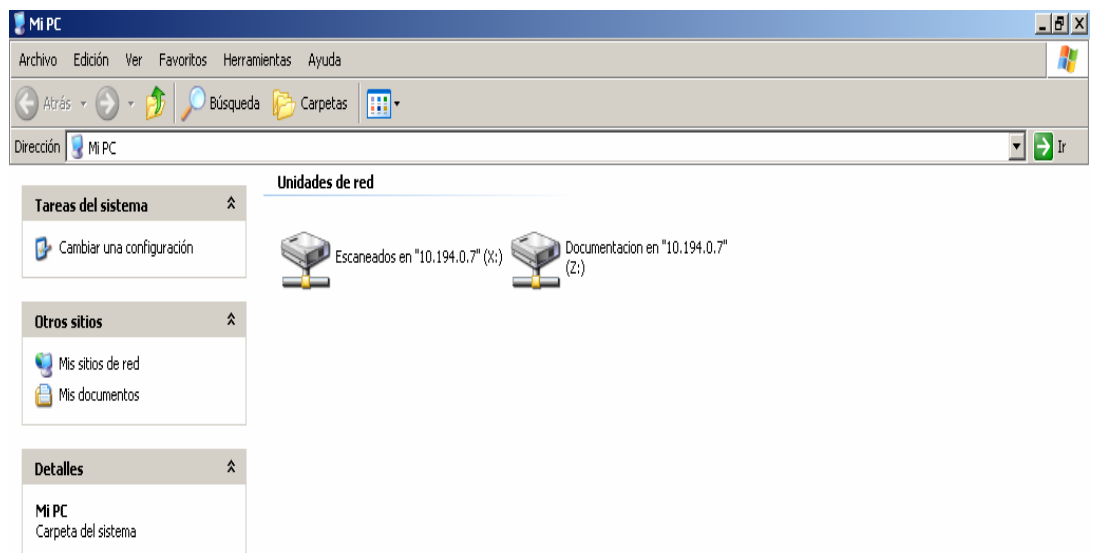 Mi PC
Archivo Edición Ver Favoritos Herramientas Ayuda
Atrás Búsqueda Carpetas
Dirección Mi PC Ir
Tareas del sistema
Cambiar una configuración
Otros sitios
Mis sitios de red
Mis documentos
Detalles
Mi PC
Carpeta del sistema
Unidades de red
Escaneados en "10.194.0.7" (X:)
Documentacion en "10.194.0.7"
(Z:)